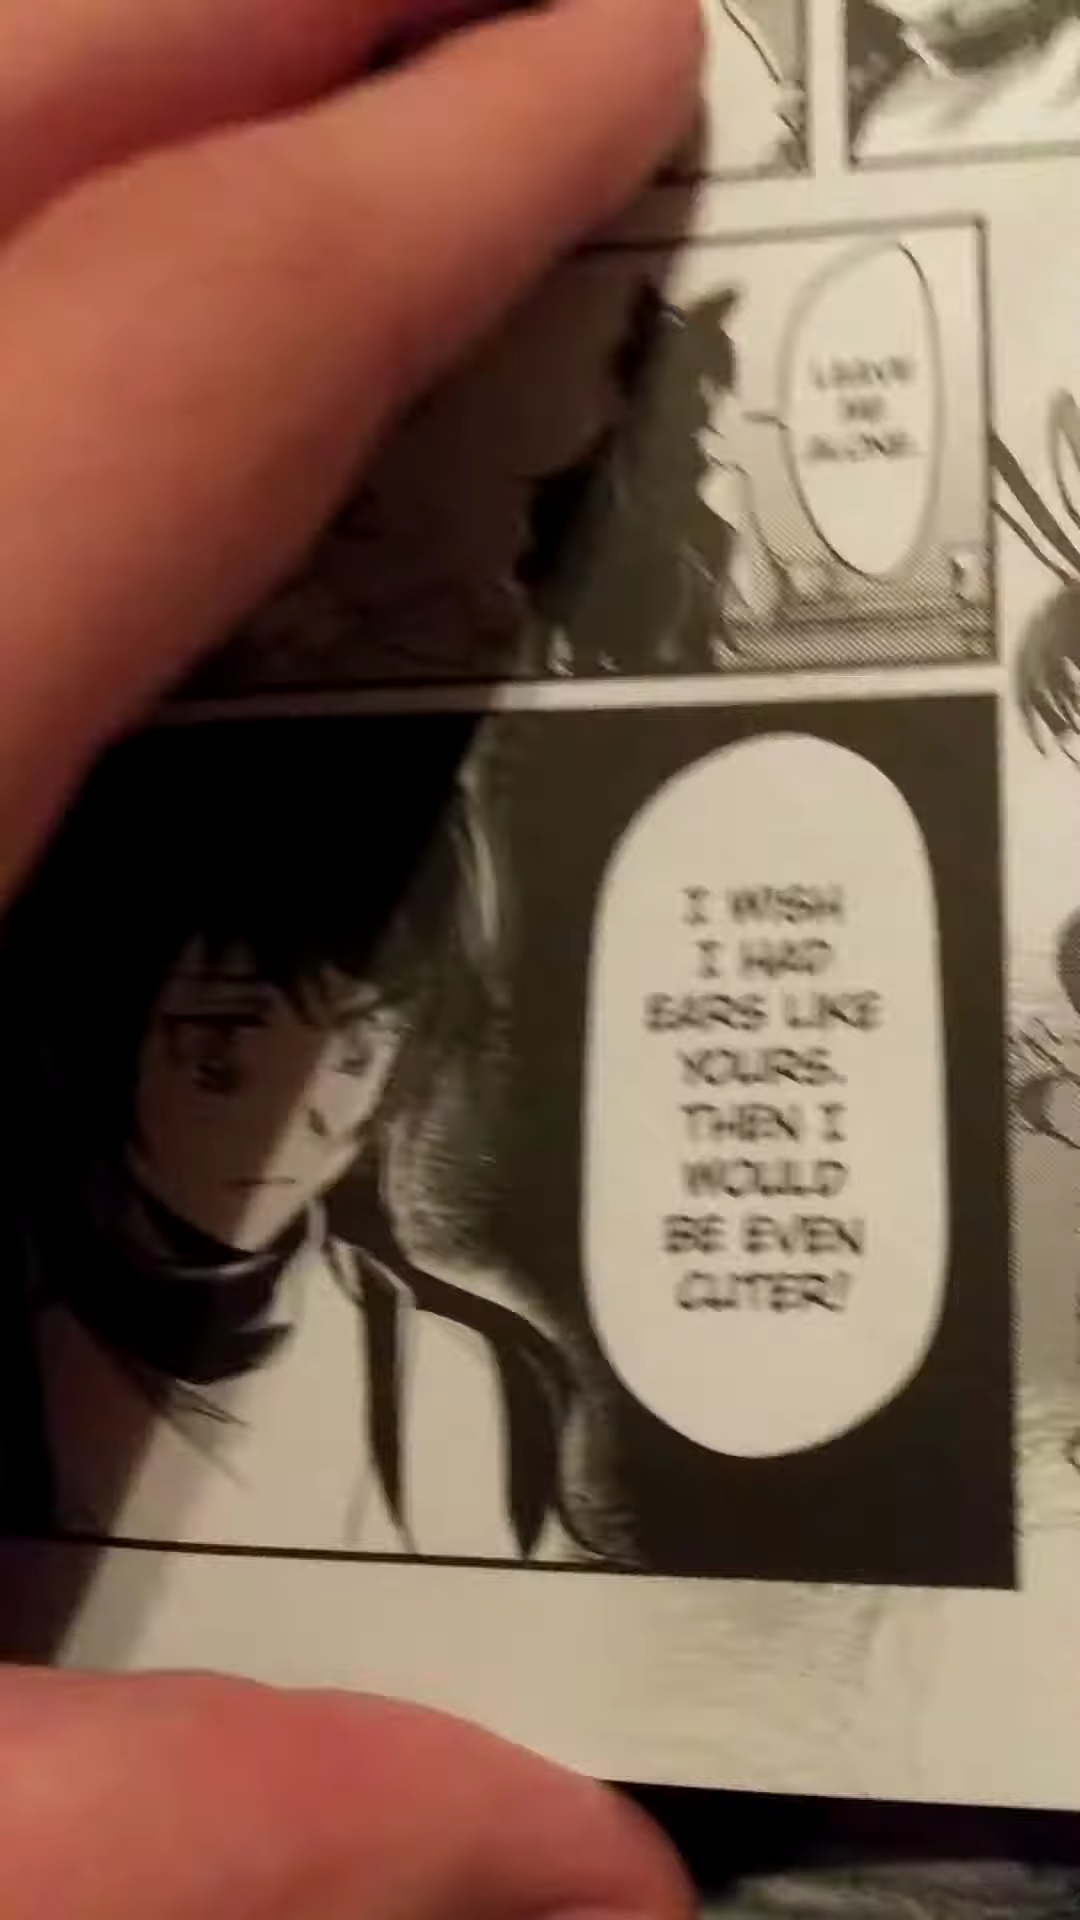 LEAVE
ME
ALONE.
I WISH
I HAD
EARS LIKE
YOURS.
THEN I
WOULD
BE EVEN
CUTER!